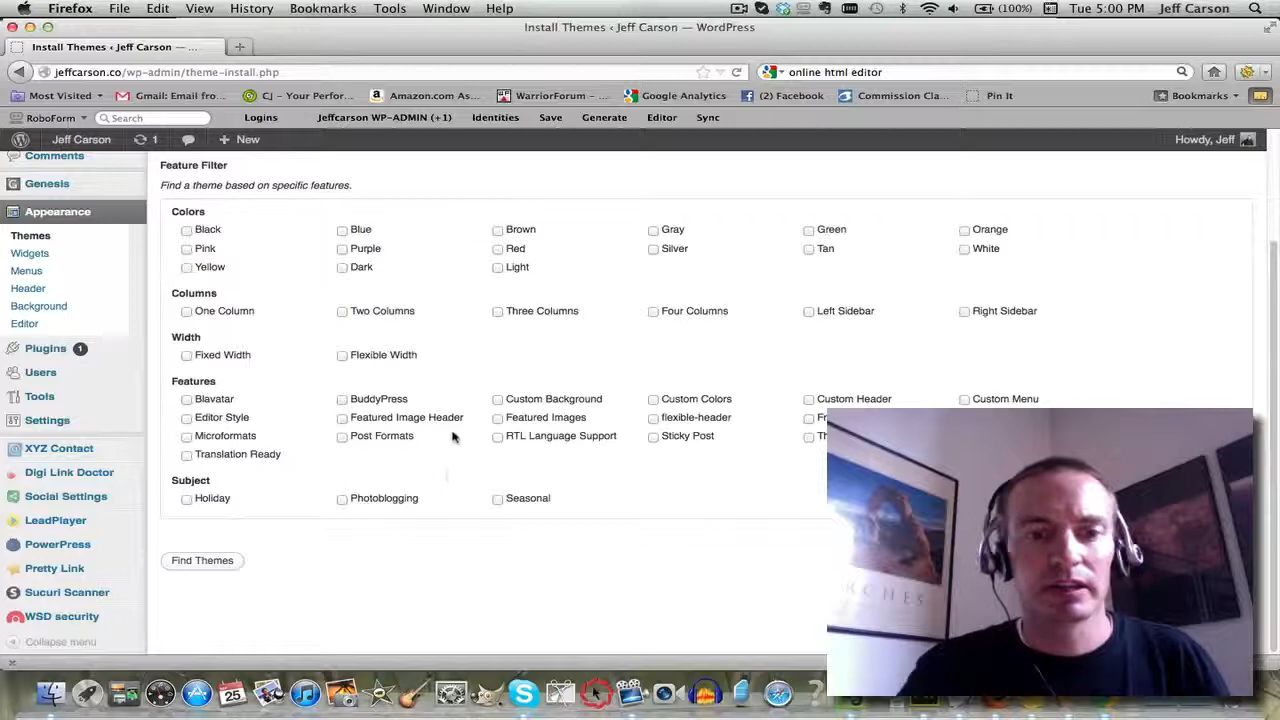 Firefox File Edit View History Bookmarks Tools Window Help (100%) Tue 5:00 PM Jeff Carson
Install Themes ‹ Jeff Carson — WordPress
Install Themes ‹ Jeff Carson — ... +
jeffcarson.co/wp-admin/theme-install.php online html editor
Most Visited Gmail: Email fro... CJ - Your Perfor... Amazon.com As... WarriorForum – ... Google Analytics (2) Facebook Commission Cla... Pin It Bookmarks
RoboForm Search Logins Jeffcarson WP-ADMIN (+1) Identities Save Generate Editor Sync
Jeff Carson 1 + New Howdy, Jeff
Comments
Genesis
Appearance
Themes
Widgets
Menus
Header
Background
Editor
Plugins 1
Users
Tools
Settings
XYZ Contact
Digi Link Doctor
Social Settings
LeadPlayer
PowerPress
Pretty Link
Sucuri Scanner
WSD security
Collapse menu
Feature Filter
Find a theme based on specific features.
Colors
Black Blue Brown Gray Green Orange
Pink Purple Red Silver Tan White
Yellow Dark Light
Columns
One Column Two Columns Three Columns Four Columns Left Sidebar Right Sidebar
Width
Fixed Width Flexible Width
Features
Blavatar BuddyPress Custom Background Custom Colors Custom Header Custom Menu
Editor Style Featured Image Header Featured Images flexible-header Fr
Microformats Post Formats RTL Language Support Sticky Post Th
Translation Ready
Subject
Holiday Photoblogging Seasonal
Find Themes
RCHES
25